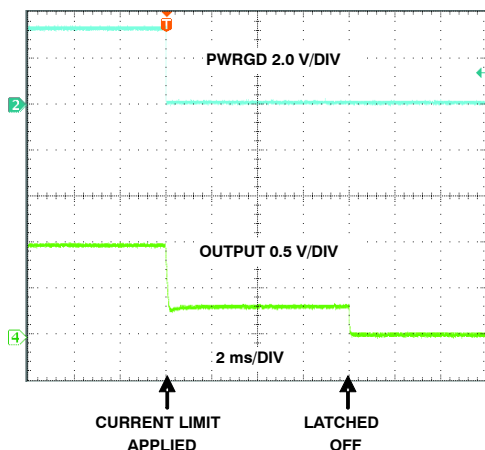 T
PWRGD 2.0 V/DIV
2
OUTPUT 0.5 V/DIV
4
2 ms/DIV
CURRENT LIMIT
APPLIED
LATCHED
OFF